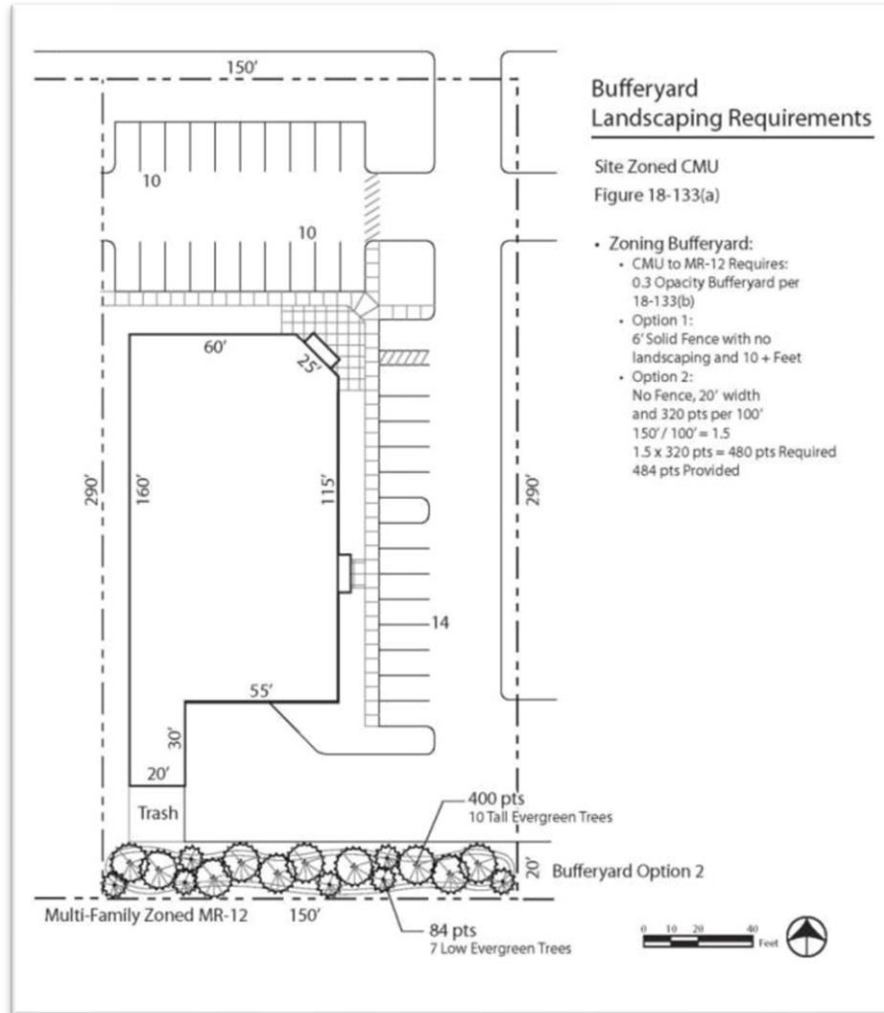 150'
Bufferyard
Landscaping Requirements
Site Zoned CMU
Figure 18-133(a)
10
10
• Zoning Bufferyard:
• CMU to MR-12 Requires:
0.3 Opacity Bufferyard per
18-133(b)
• Option 1:
6' Solid Fence with no
landscaping and 10 + Feet
• Option 2:
No Fence, 20' width
and 320 pts per 100'
150' / 100' = 1.5
1.5 x 320 pts = 480 pts Required
484 pts Provided
60'
25'
290'
160'
115'
290'
14
55'
30'
20'
Trash
400 pts
10 Tall Evergreen Trees
20'
Bufferyard Option 2
Multi-Family Zoned MR-12
150'
84 pts
7 Low Evergreen Trees
0 10 20 40
Feet